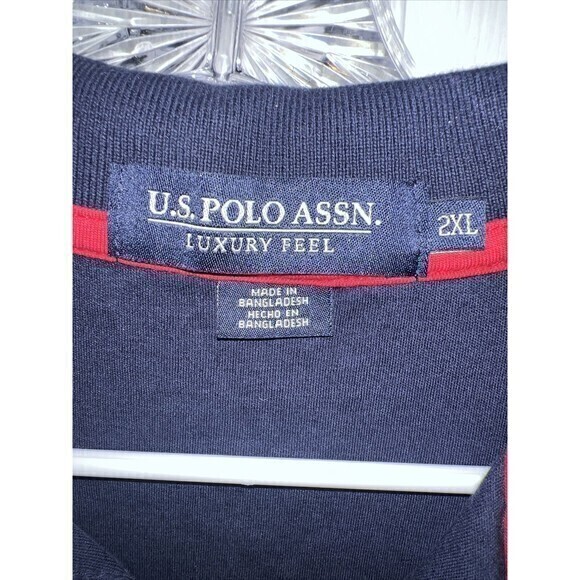 U.S. POLO ASSN.
LUXURY FEEL
2XL
MADE IN
BANGLADESH
HECHO EN
BANGLADESH